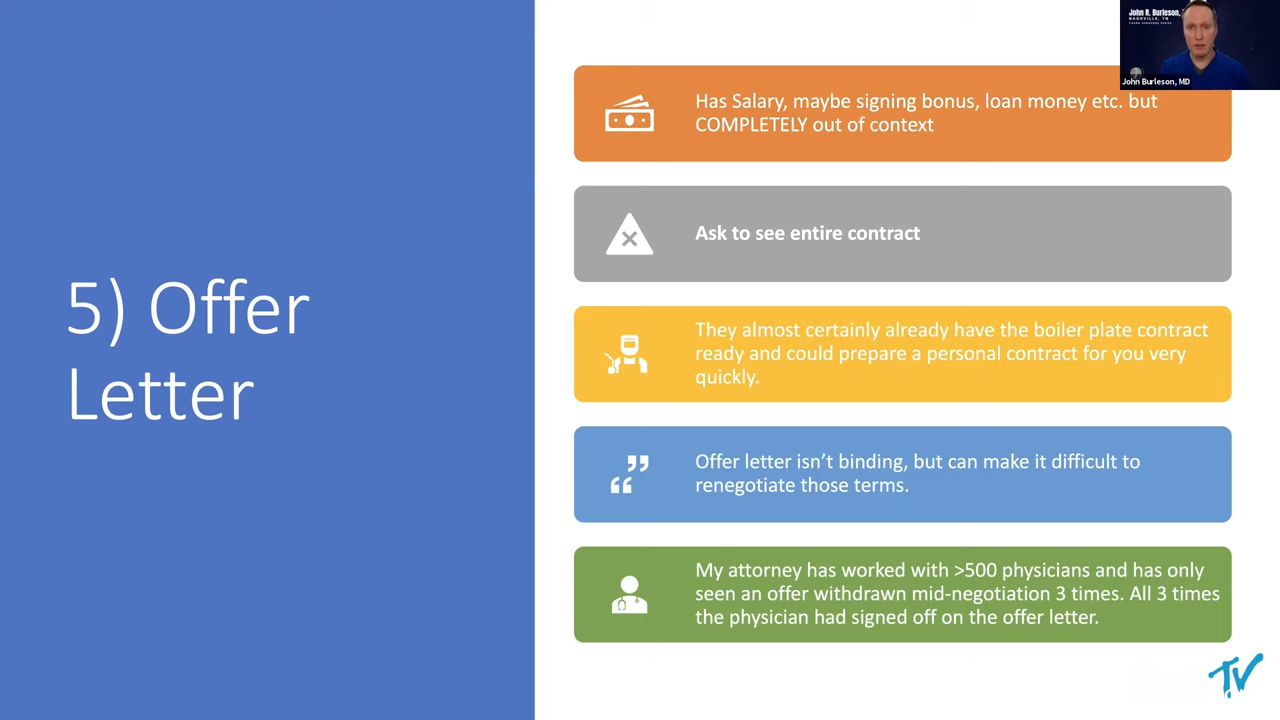 5) Offer
Letter
Has Salary, maybe signing bonus, loan money etc. but
COMPLETELY out of context
Ask to see entire contract
They almost certainly already have the boiler plate contract
ready and could prepare a personal contract for you very
quickly.
Offer letter isn’t binding, but can make it difficult to
renegotiate those terms.
My attorney has worked with >500 physicians and has only
seen an offer withdrawn mid-negotiation 3 times. All 3 times
the physician had signed off on the offer letter.
John R. Burleson,
NASHVILLE, TN
John Burleson, MD
TV